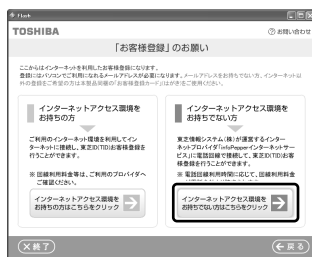 Flash
TOSHIBA
お問い合わせ
「お客様登録」のお願い
ここからはインターネットを利用したお客様登録になります。
登録にはパソコンでご利用になれるメールアドレスが必要になります。メールアドレスをお持ちでない方、インターネット以
外の登録をご希望の方は本製品同梱の「お客様登録カード」はがきをご使用ください。
インターネットアクセス環境を
お持ちの方
ご利用のインターネット環境を利用してイン
ターネットに接続し、東芝ID(TID)お客様登録を
行うことができます。
※ 回線利用料金等は、ご利用のプロバイダへ
ご確認ください。
インターネットアクセス環境を
お持ちの方はこちらをクリック
インターネットアクセス環境を
お持ちでない方
東芝情報システム(株)が運営するインター
ネットプロバイダ「infoPepperインターネットサー
ビス」に電話回線で接続して、東芝ID(TID)お客
様登録を行うことができます。
※ 電話回線利用時間に応じて、回線利用料金
インターネットアクセス環境を
お持ちでない方はこちらをクリック
終了
戻る